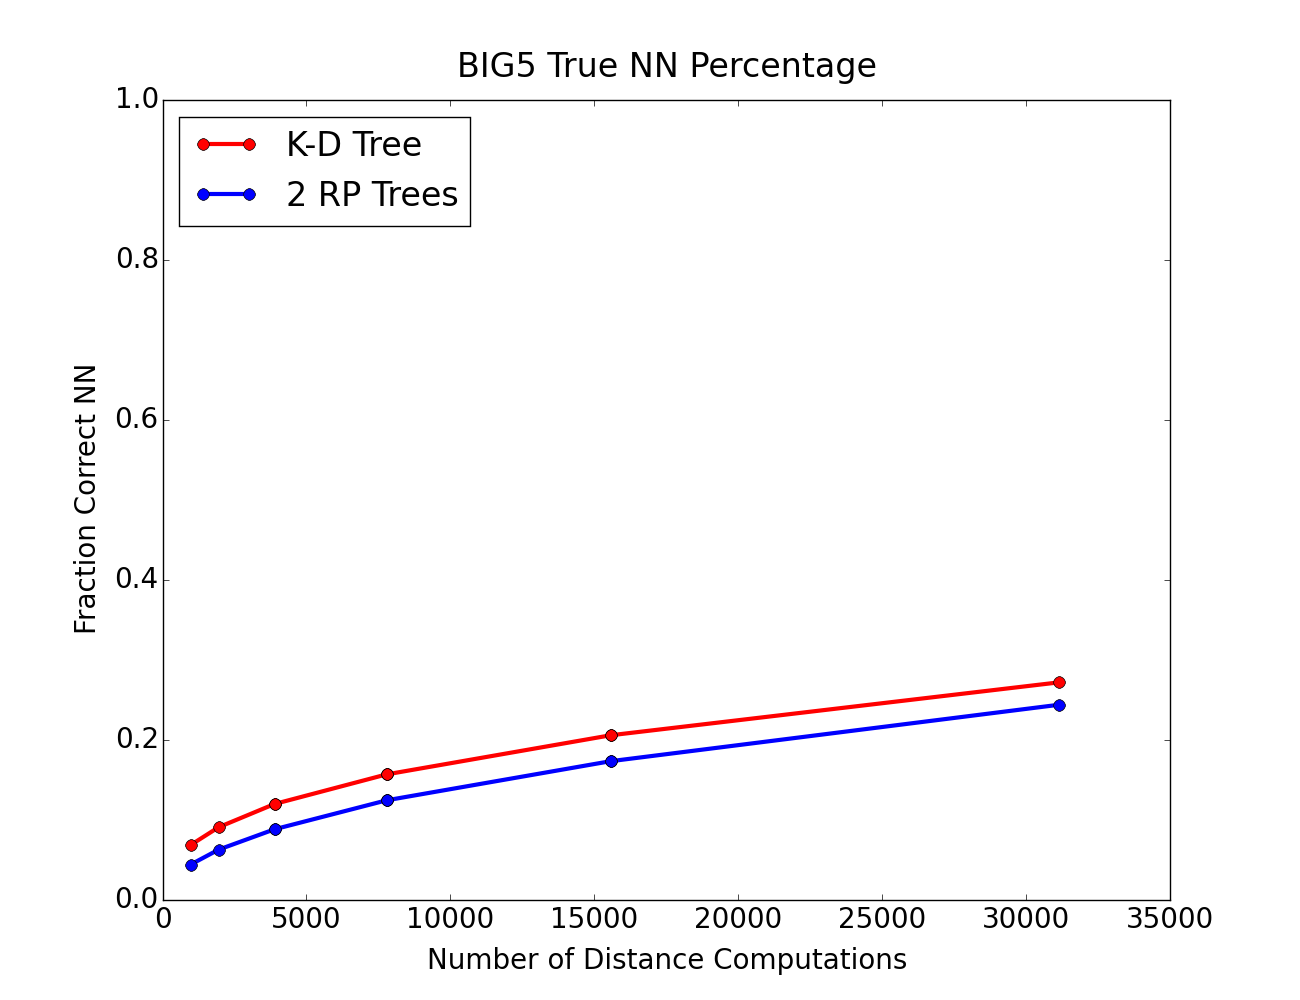 BIG5 True NN Percentage
K-D Tree
2 RP Trees
1.0
0.8
0.6
0.4
0.2
0.0
Fraction Correct NN
0 5000 10000 15000 20000 25000 30000 35000
Number of Distance Computations